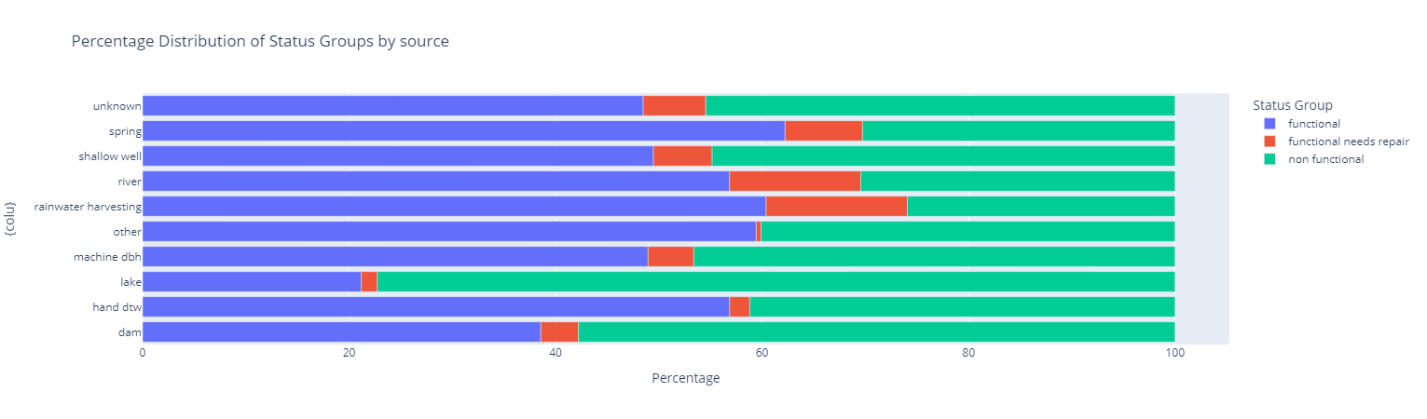 Percentage Distribution of Status Groups by source
{colu}
unknown
spring
shallow well
river
rainwater harvesting
other
machine dbh
lake
hand dtw
dam
0 20 40 60 80 100
Percentage
Status Group
functional
functional needs repair
non functional